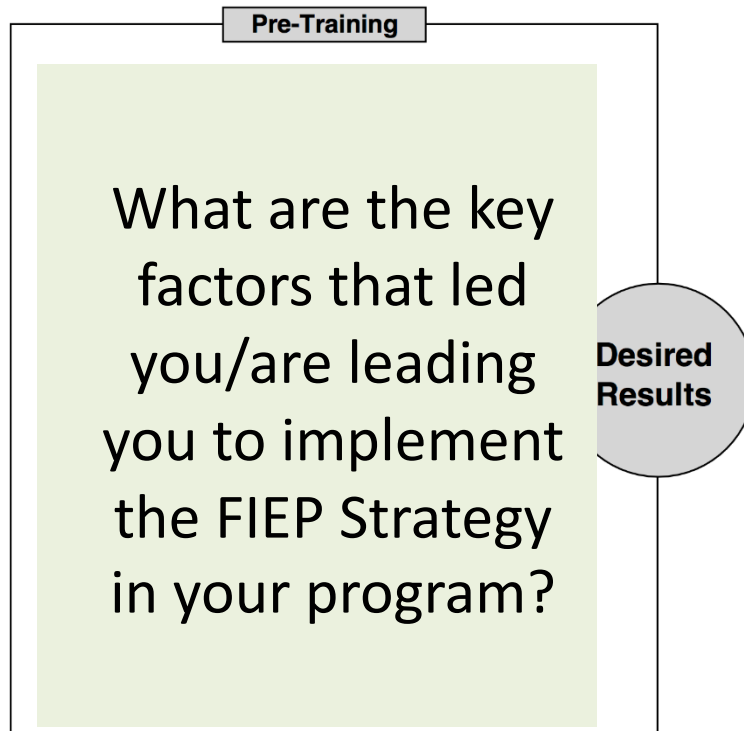 Pre-Training
What are the key
factors that led
you/are leading
you to implement
the FIEP Strategy
in your program?
Desired
Results